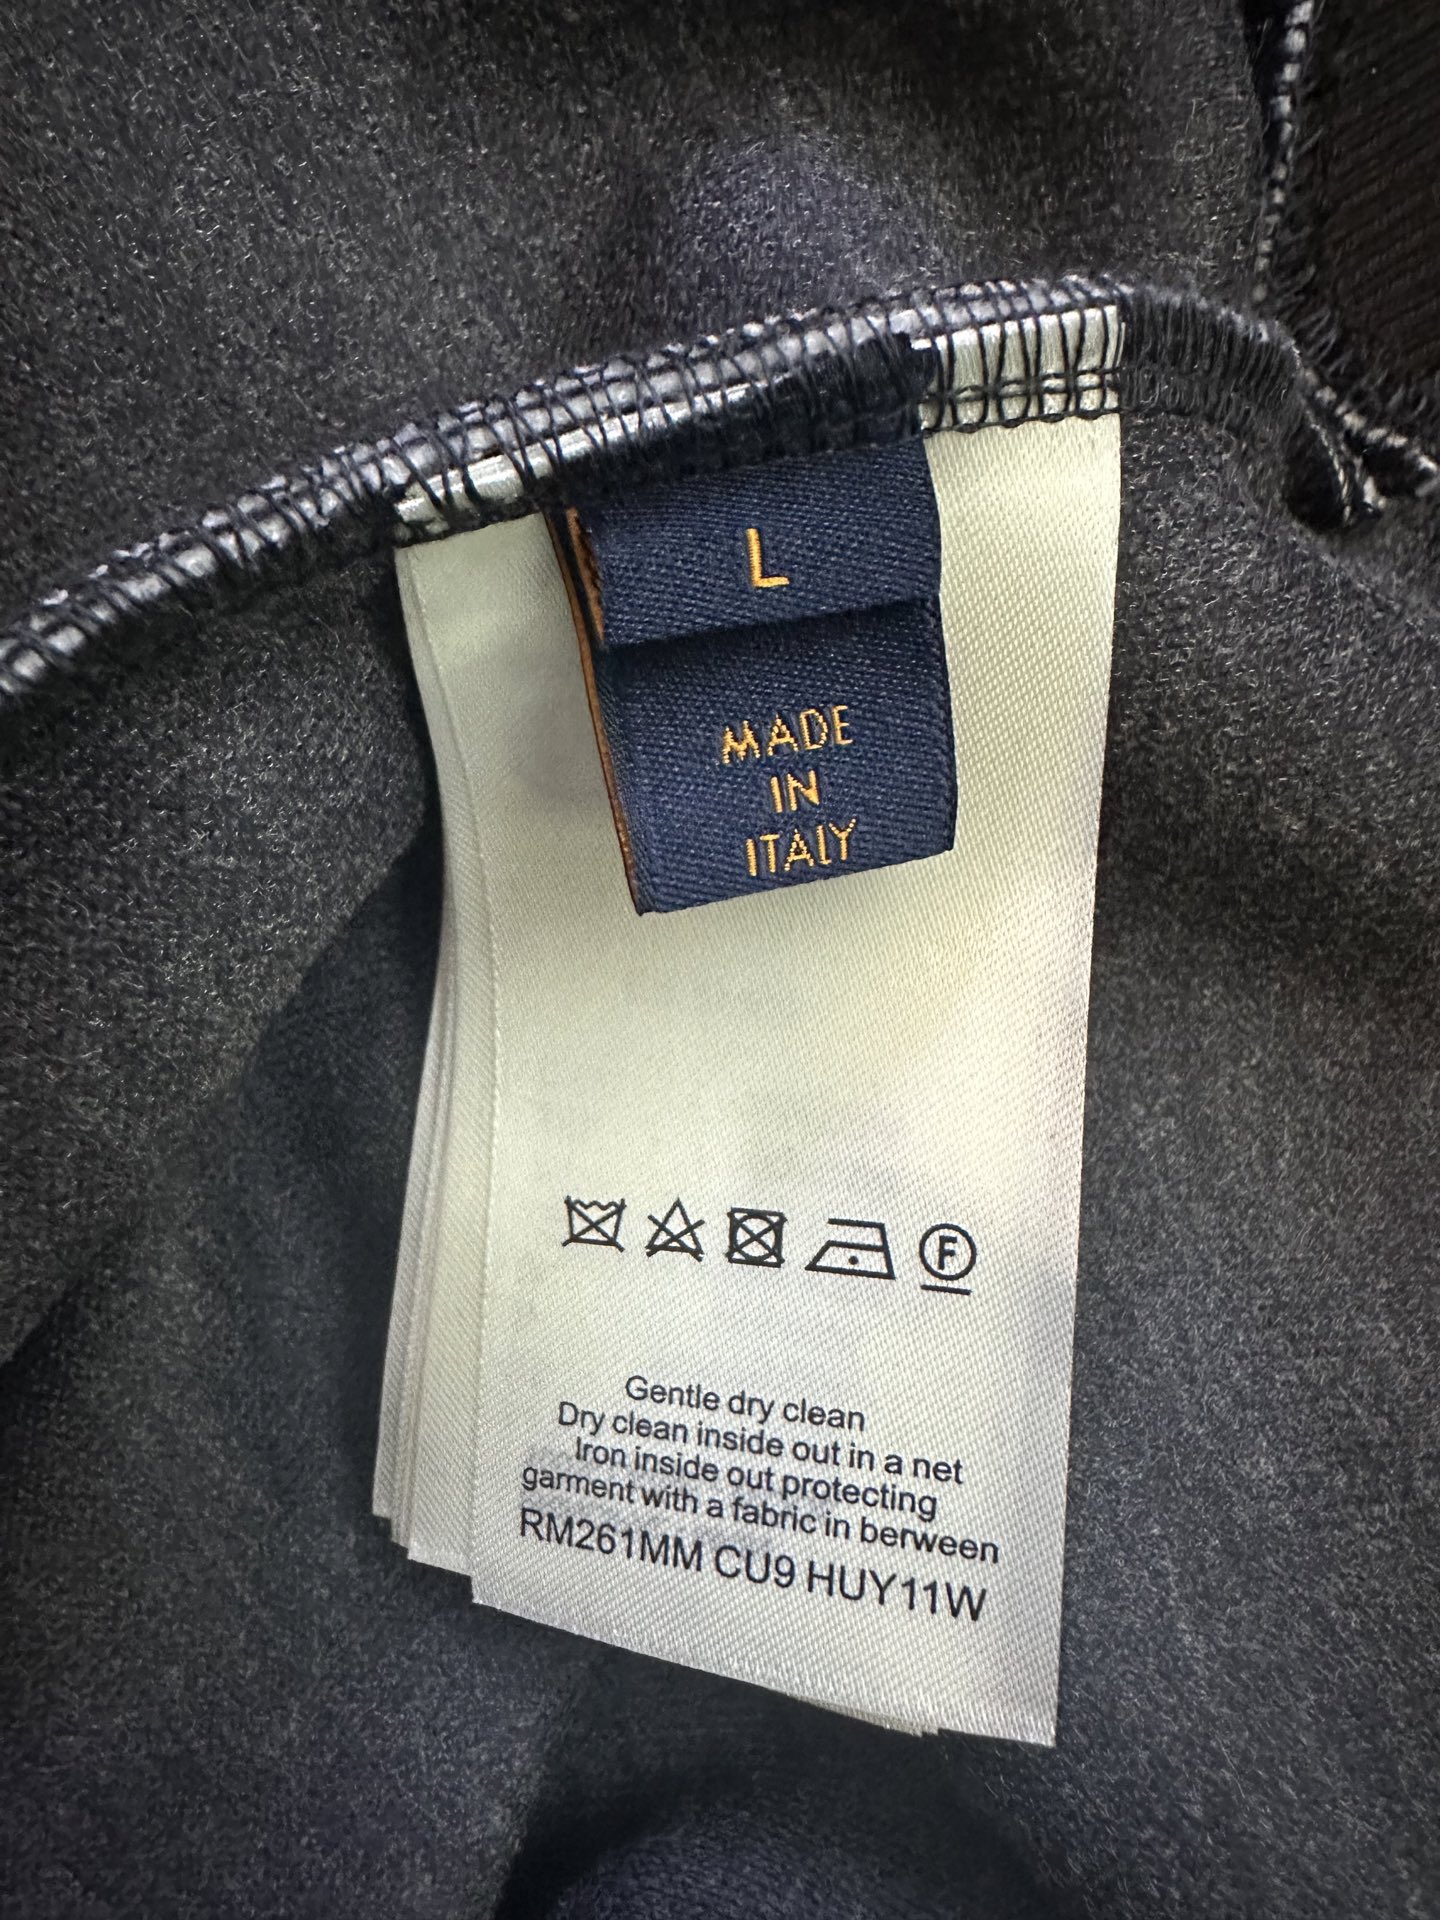 L
MADE
IN
ITALY
F
Gentle dry clean
Dry clean inside out in a net
Iron inside out protecting
garment with a fabric in berween
RM261MM CU9 HUY11W